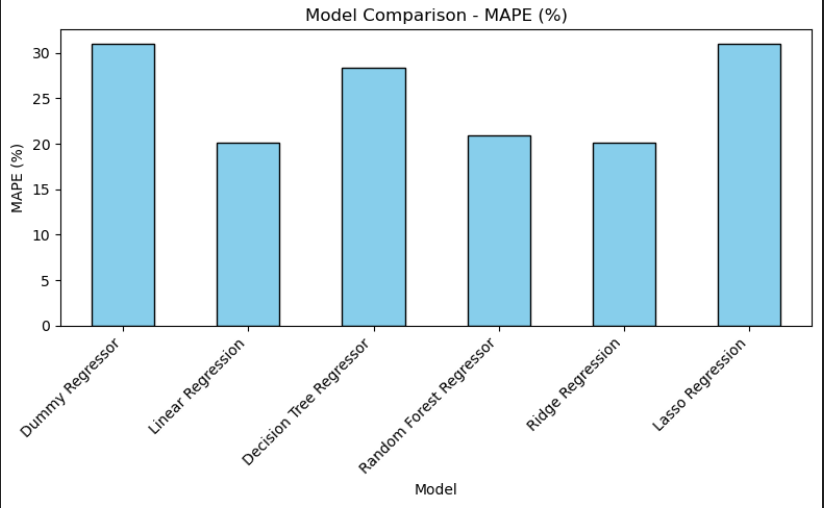 Model Comparison - MAPE (%)
MAPE (%)
30
25
20
15
10
5
0
Dummy Regressor
Linear Regression
Decision Tree Regressor
Random Forest Regressor
Ridge Regression
Lasso Regression
Model